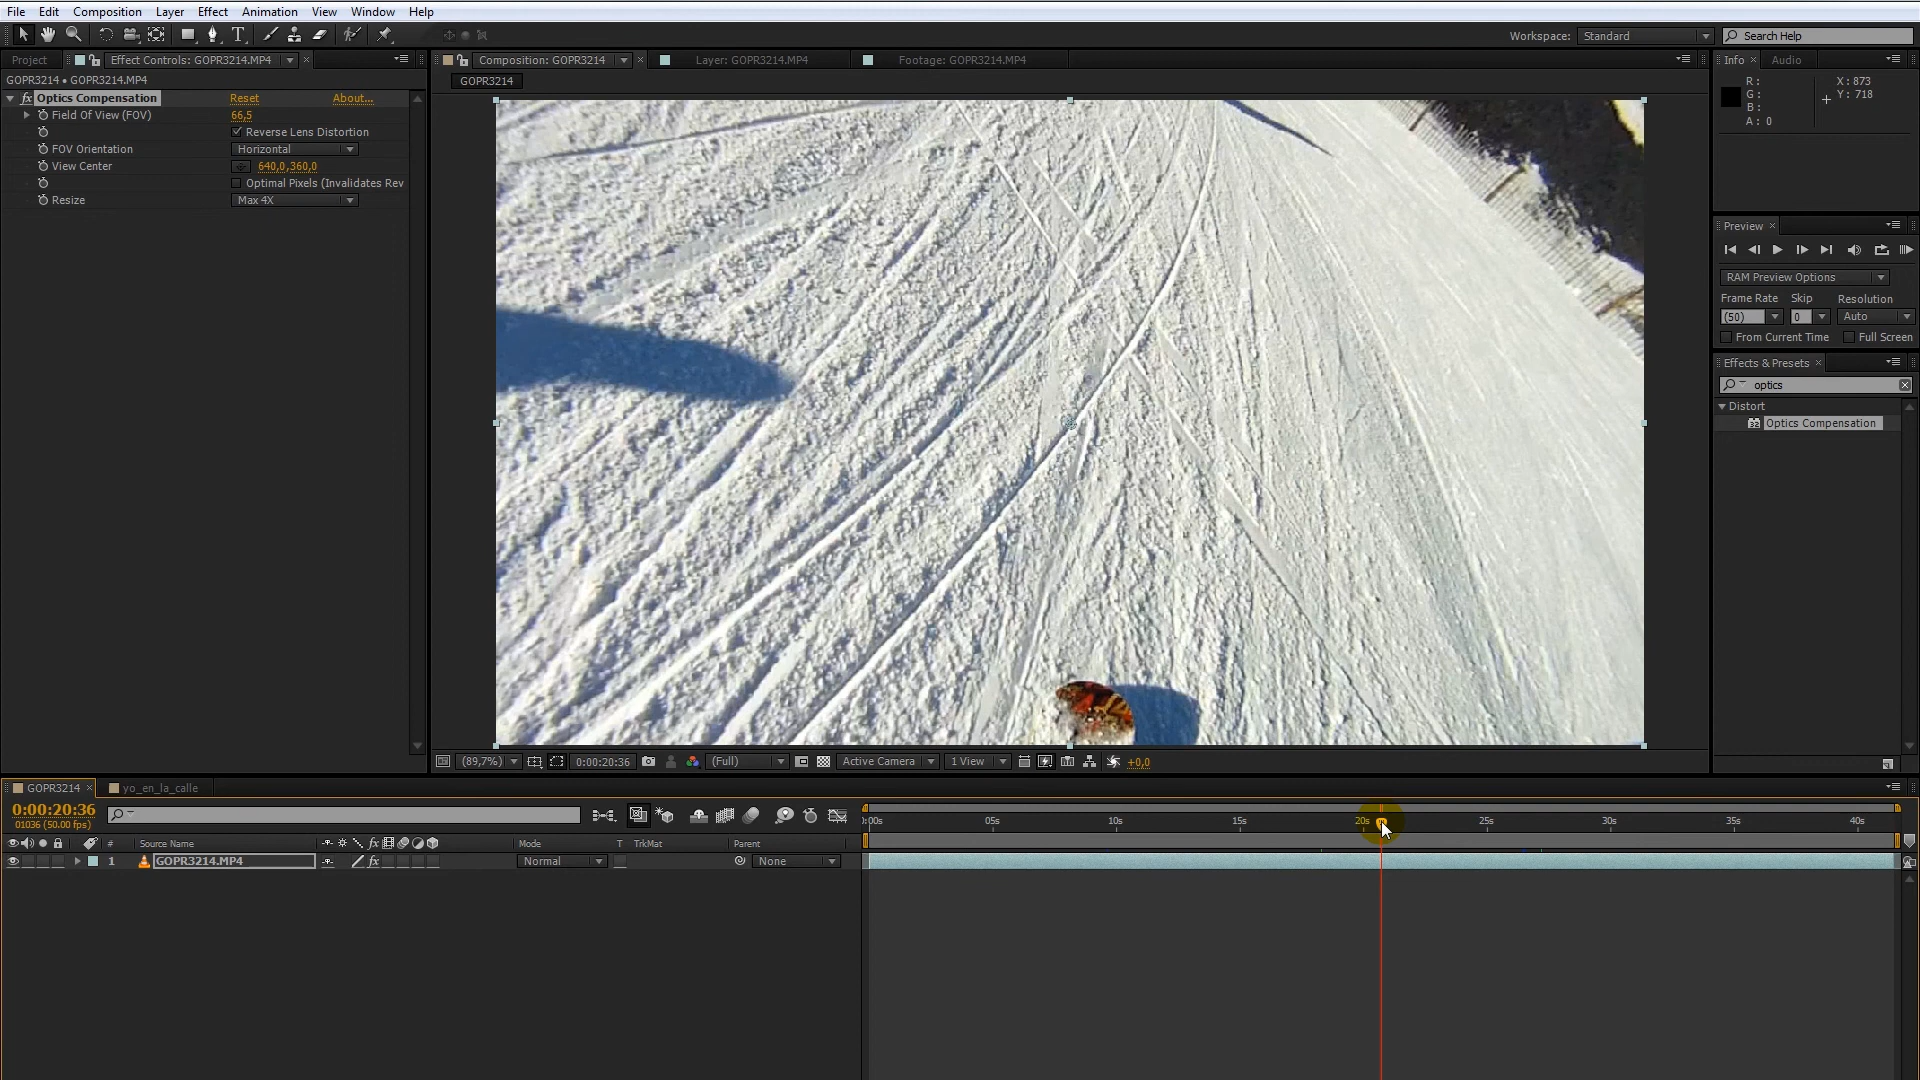 File Edit Composition Layer Effect Animation View Window Help
Workspace: Standard Search Help
Project Effect Controls: GOPR3214.MP4 Composition: GOPR3214 Layer: GOPR3214.MP4 Footage: GOPR3214.MP4 Info Audio
GOPR3214 • GOPR3214.MP4 GOPR3214
fx Optics Compensation Reset About...
Field Of View (FOV) 66,5
Reverse Lens Distortion
FOV Orientation Horizontal
View Center 640,0,360,0
Optimal Pixels (Invalidates Rev
Resize Max 4X
R: X: 873
G: Y: 718
B:
A: 0
Preview
RAM Preview Options
Frame Rate Skip Resolution
(50) 0 Auto
From Current Time Full Screen
Effects & Presets
optics
Distort
32 Optics Compensation
(89,7%) 0:00:20:36 (Full) Active Camera 1 View +0,0
GOPR3214 yo_en_la_calle
0:00:20:36
01036 (50.00 fps)
:00s 05s 10s 15s 20s 25s 30s 35s 40s
# Source Name fx Mode T TrkMat Parent
1 GOPR3214.MP4 fx Normal None